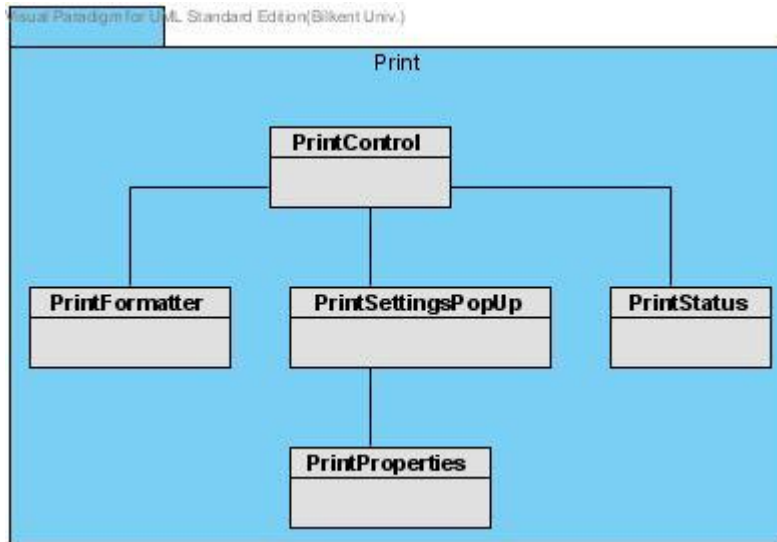 Visual Paradigm for UML Standard Edition(Bilkent Univ.)
Print
PrintControl
PrintFormatter
PrintSettingsPopUp
PrintStatus
PrintProperties